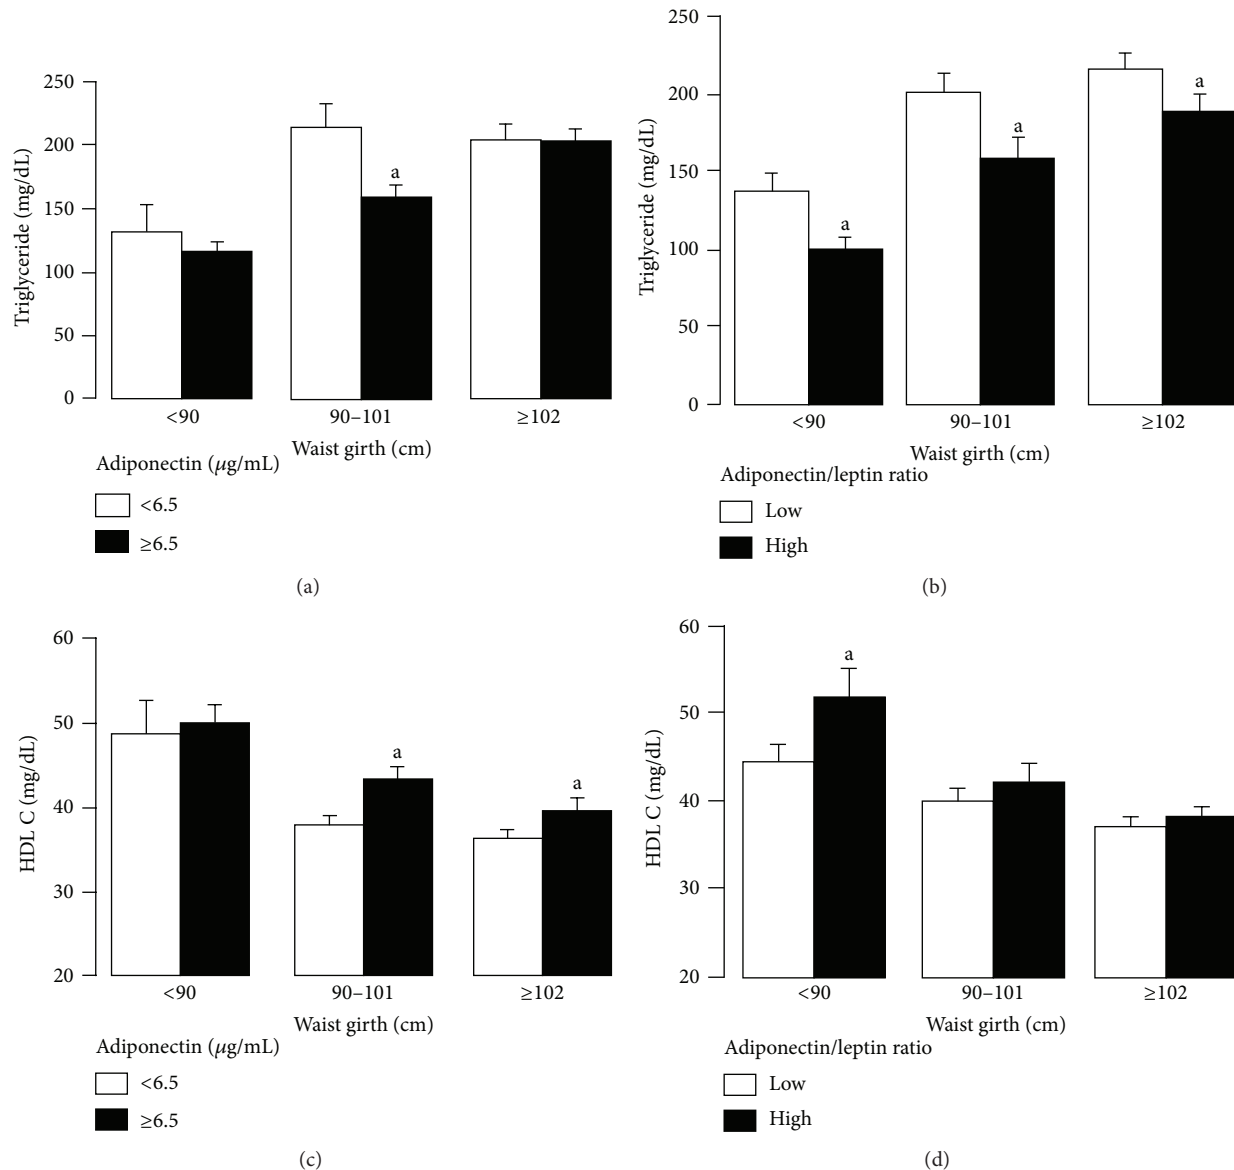 250
200
150
100
50
0
Triglyceride (mg/dL)
a
<90
90–101
≥102
Waist girth (cm)
Adiponectin (μg/mL)
<6.5
≥6.5
(a)
250
200
150
100
50
0
Triglyceride (mg/dL)
a
a
a
<90
90–101
≥102
Waist girth (cm)
Adiponectin/leptin ratio
Low
High
(b)
60
50
40
30
20
HDL C (mg/dL)
a
a
<90
90–101
≥102
Waist girth (cm)
Adiponectin (μg/mL)
<6.5
≥6.5
(c)
60
50
40
30
20
HDL C (mg/dL)
a
<90
90–101
≥102
Waist girth (cm)
Adiponectin/leptin ratio
Low
High
(d)